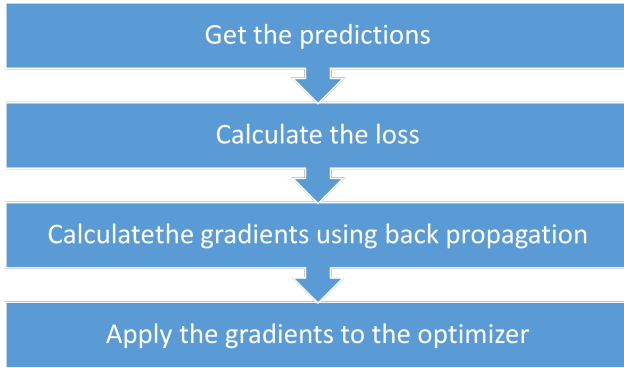 Get the predictions
Calculate the loss
Calculatethe gradients using back propagation
Apply the gradients to the optimizer